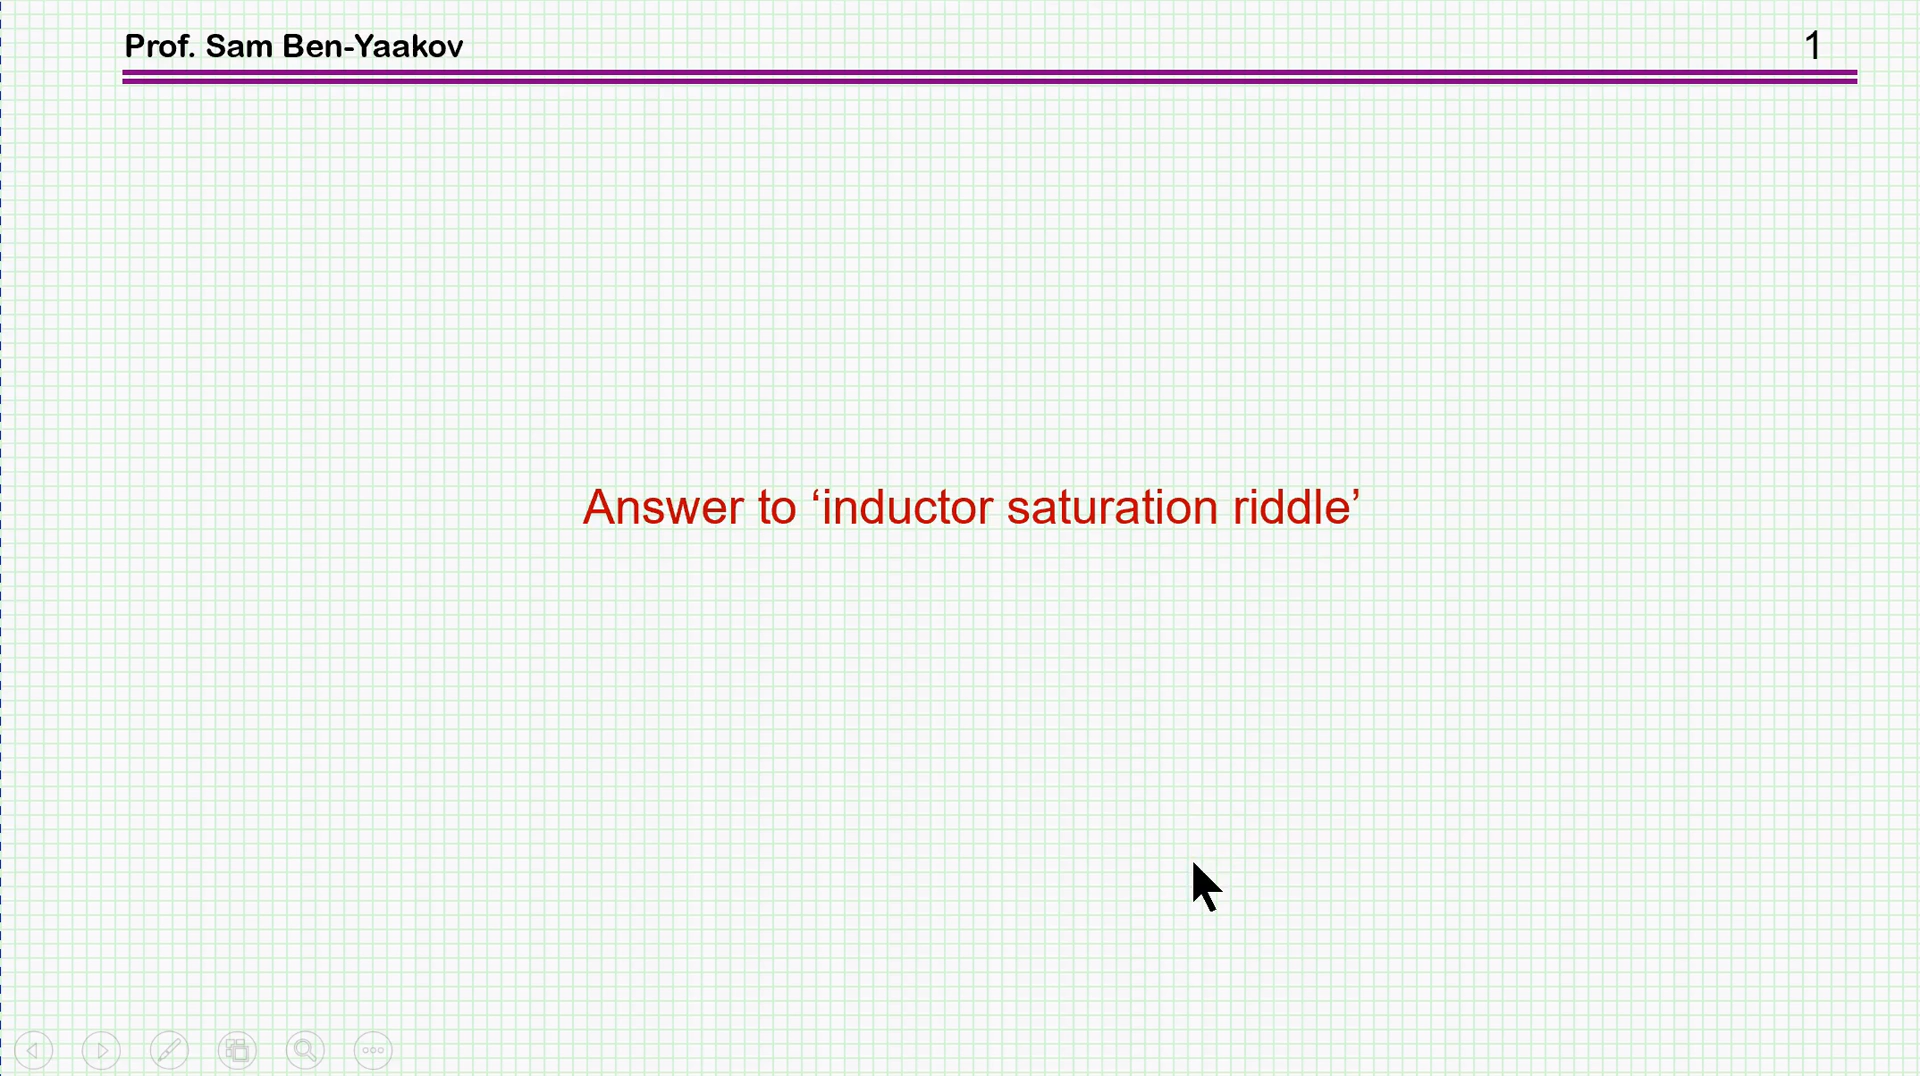 Prof. Sam Ben-Yaakov
1
Answer to ‘inductor saturation riddle’